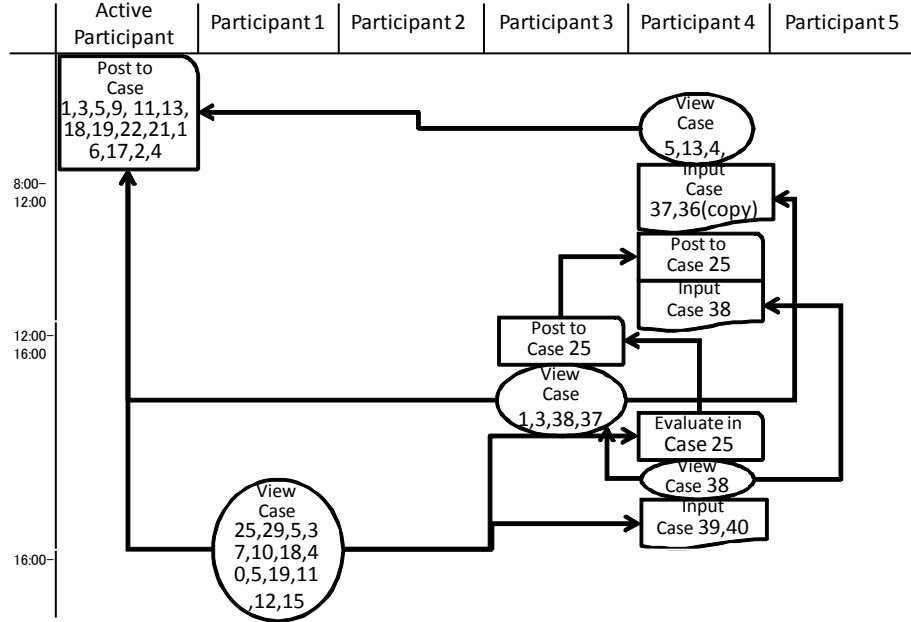 Active
Participant
Participant 1
Participant 2
Participant 3
Participant 4
Participant 5
Post to
Case
1,3,5,9, 11,13,
18,19,22,21,1
6,17,2,4
View
Case
5,13,4,
8:00–
12:00
Input
Case
37,36(copy)
Post to
Case 25
Input
Case 38
12:00–
16:00
Post to
Case 25
View
Case
1,3,38,37
Evaluate in
Case 25
View
Case 38
Input
Case 39,40
16:00–
View
Case
25,29,5,3
7,10,18,4
0,5,19,11
,12,15